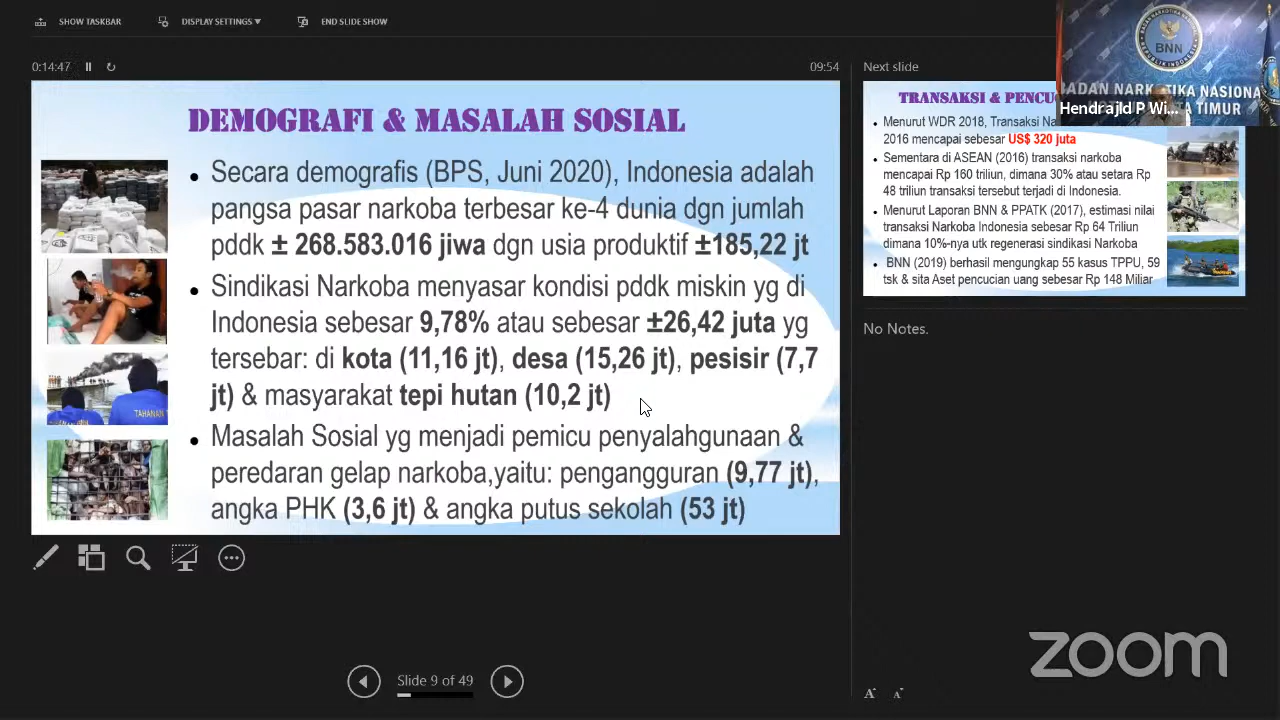 SHOW TASKBAR
DISPLAY SETTINGS
END SLIDE SHOW
0:14:47
09:54
DEMOGRAFI & MASALAH SOSIAL
• Secara demografis (BPS, Juni 2020), Indonesia adalah
pangsa pasar narkoba terbesar ke-4 dunia dgn jumlah
pddk ± 268.583.016 jiwa dgn usia produktif ±185,22 jt
• Sindikasi Narkoba menyasar kondisi pddk miskin yg di
Indonesia sebesar 9,78% atau sebesar ±26,42 juta yg
tersebar: di kota (11,16 jt), desa (15,26 jt), pesisir (7,7
jt) & masyarakat tepi hutan (10,2 jt)
• Masalah Sosial yg menjadi pemicu penyalahgunaan &
peredaran gelap narkoba,yaitu: pengangguran (9,77 jt),
angka PHK (3,6 jt) & angka putus sekolah (53 jt)
TAHANAN
Slide 9 of 49
Next slide
TRANSAKSI &
• Menurut WDR 2018, Transaksi
2016 mencapai sebesar US$ 320 juta
• Sementara di ASEAN (2016) transaksi narkoba
mencapai Rp 160 triliun, dimana 30% atau setara Rp
48 triliun transaksi tersebut terjadi di Indonesia.
• Menurut Laporan BNN & PPATK (2017), estimasi nilai
transaksi Narkoba Indonesia sebesar Rp 64 Triliun
dimana 10%-nya utk regenerasi sindikasi Narkoba
• BNN (2019) berhasil mengungkap 55 kasus TPPU, 59
tsk & sita Aset pencucian uang sebesar Rp 148 Miliar
No Notes.
BNN
Hendrajld P Wi...
TIMUR
zoom